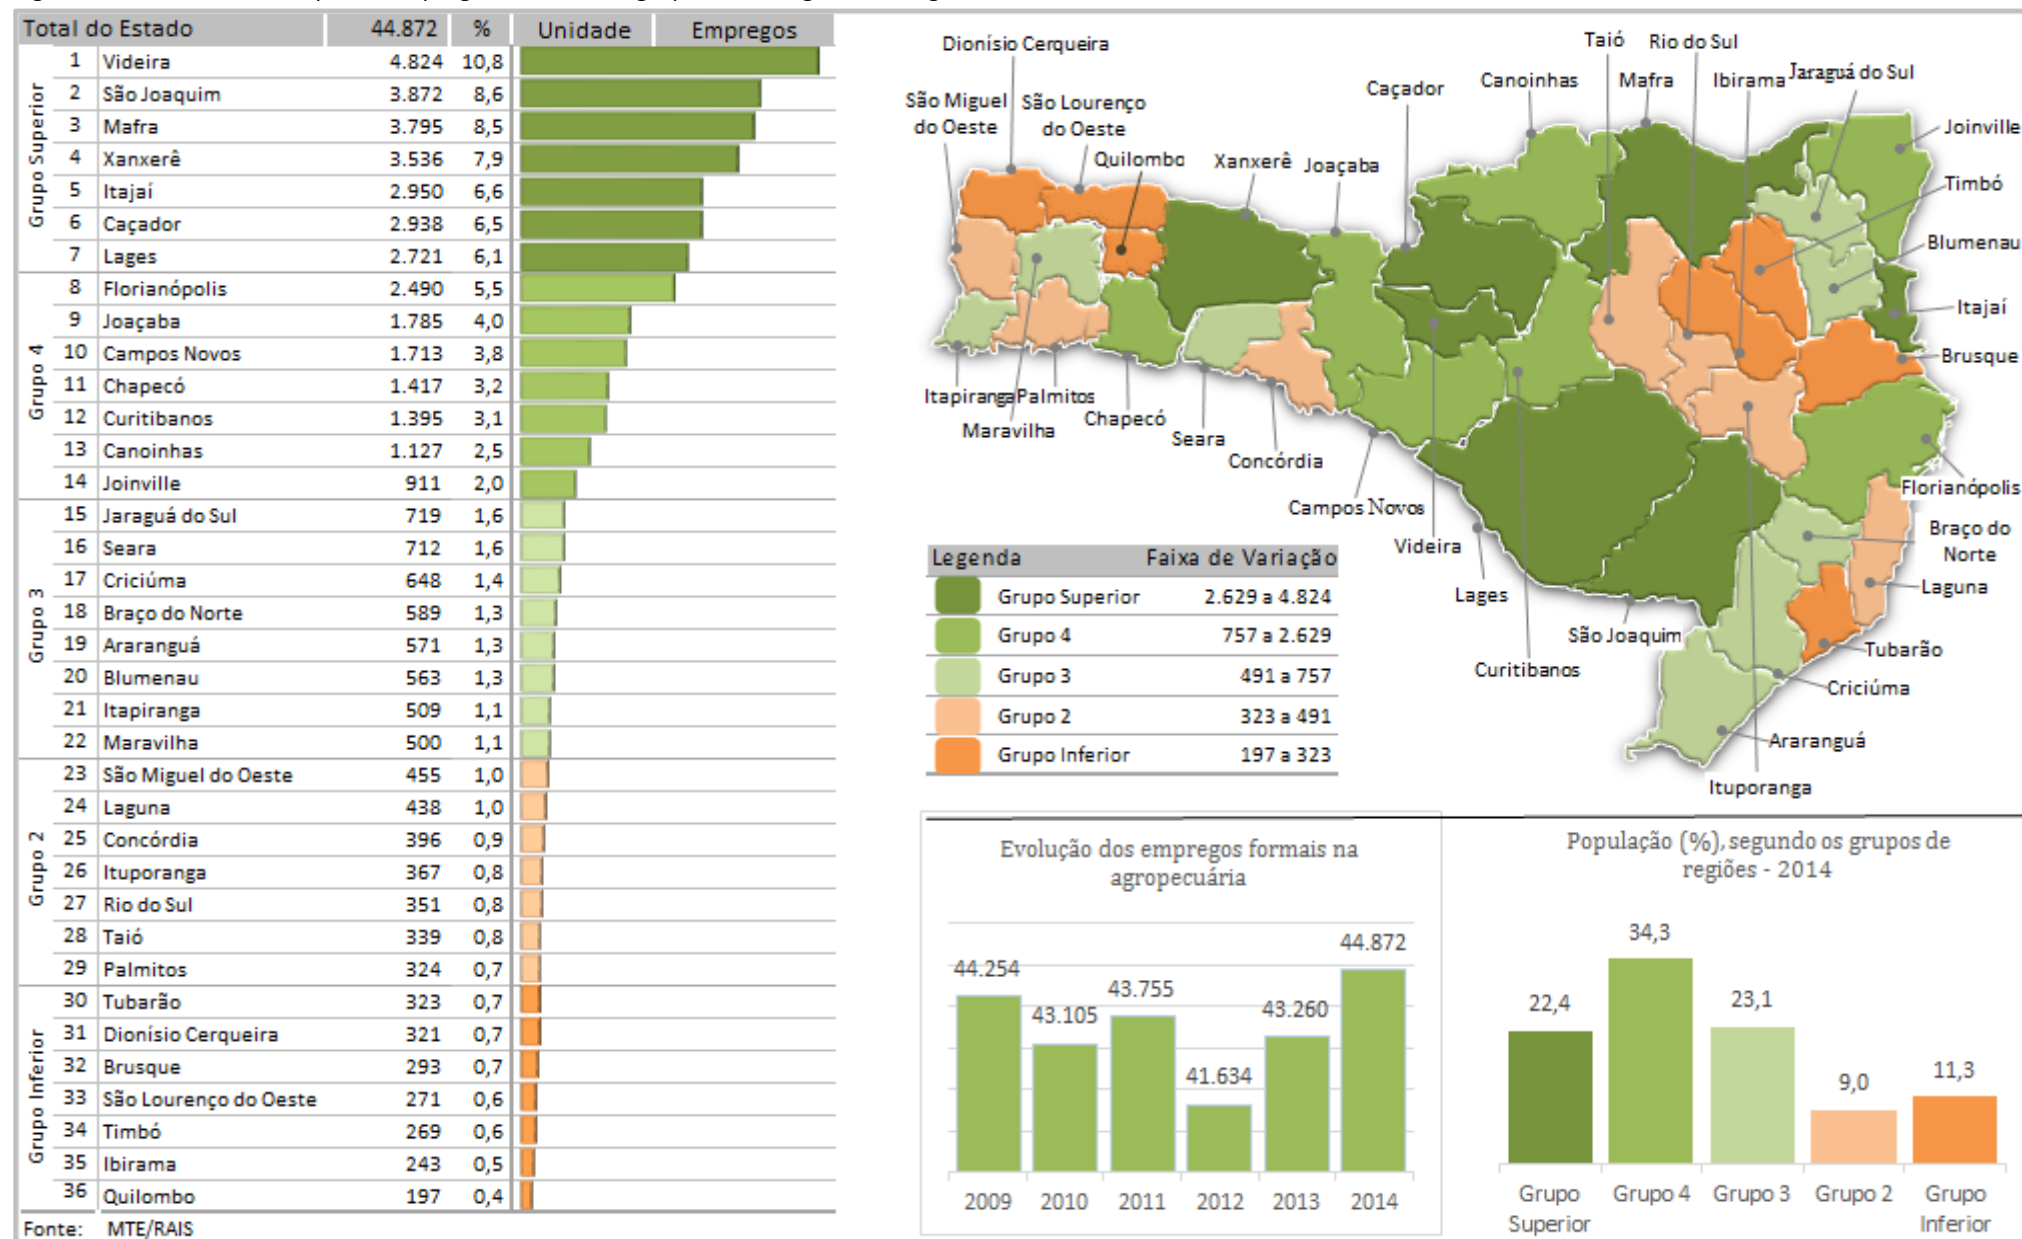 Total do Estado 44.872 % Unidade Empregos
Grupo Superior
1 Videira 4.824 10,8
2 São Joaquim 3.872 8,6
3 Mafra 3.795 8,5
4 Xanxerê 3.536 7,9
5 Itajaí 2.950 6,6
6 Caçador 2.938 6,5
7 Lages 2.721 6,1
Grupo 4
8 Florianópolis 2.490 5,5
9 Joaçaba 1.785 4,0
10 Campos Novos 1.713 3,8
11 Chapecó 1.417 3,2
12 Curitibanos 1.395 3,1
13 Canoinhas 1.127 2,5
14 Joinville 911 2,0
Grupo 3
15 Jaraguá do Sul 719 1,6
16 Seara 712 1,6
17 Criciúma 648 1,4
18 Braço do Norte 589 1,3
19 Araranguá 571 1,3
20 Blumenau 563 1,3
21 Itapiranga 509 1,1
22 Maravilha 500 1,1
Grupo 2
23 São Miguel do Oeste 455 1,0
24 Laguna 438 1,0
25 Concórdia 396 0,9
26 Ituporanga 367 0,8
27 Rio do Sul 351 0,8
28 Taió 339 0,8
29 Palmitos 324 0,7
Grupo Inferior
30 Tubarão 323 0,7
31 Dionísio Cerqueira 321 0,7
32 Brusque 293 0,7
33 São Lourenço do Oeste 271 0,6
34 Timbó 269 0,6
35 Ibirama 243 0,5
36 Quilombo 197 0,4
Fonte: MTE/RAIS
Dionísio Cerqueira
São Miguel
do Oeste
São Lourenço
do Oeste
Quilombo
Xanxerê
Joaçaba
Caçador
Canoinhas
Taió
Mafra
Rio do Sul
Ibirama
Jaraguá do Sul
Joinville
Timbó
Blumenau
Itajaí
Brusque
Florianópolis
Braço do
Norte
Laguna
Tubarão
Criciúma
Araranguá
Ituporanga
São Joaquim
Curitibanos
Lages
Videira
Campos Novos
Concórdia
Seara
Chapecó
Palmitos
Maravilha
Itapiranga
Legenda Faixa de Variação
Grupo Superior 2.629 a 4.824
Grupo 4 757 a 2.629
Grupo 3 491 a 757
Grupo 2 323 a 491
Grupo Inferior 197 a 323
Evolução dos empregos formais na
agropecuária
44.254
43.105
43.755
41.634
43.260
44.872
2009 2010 2011 2012 2013 2014
População (%), segundo os grupos de
regiões - 2014
22,4
34,3
23,1
9,0
11,3
Grupo Grupo 4 Grupo 3 Grupo 2 Grupo
Superior Inferior